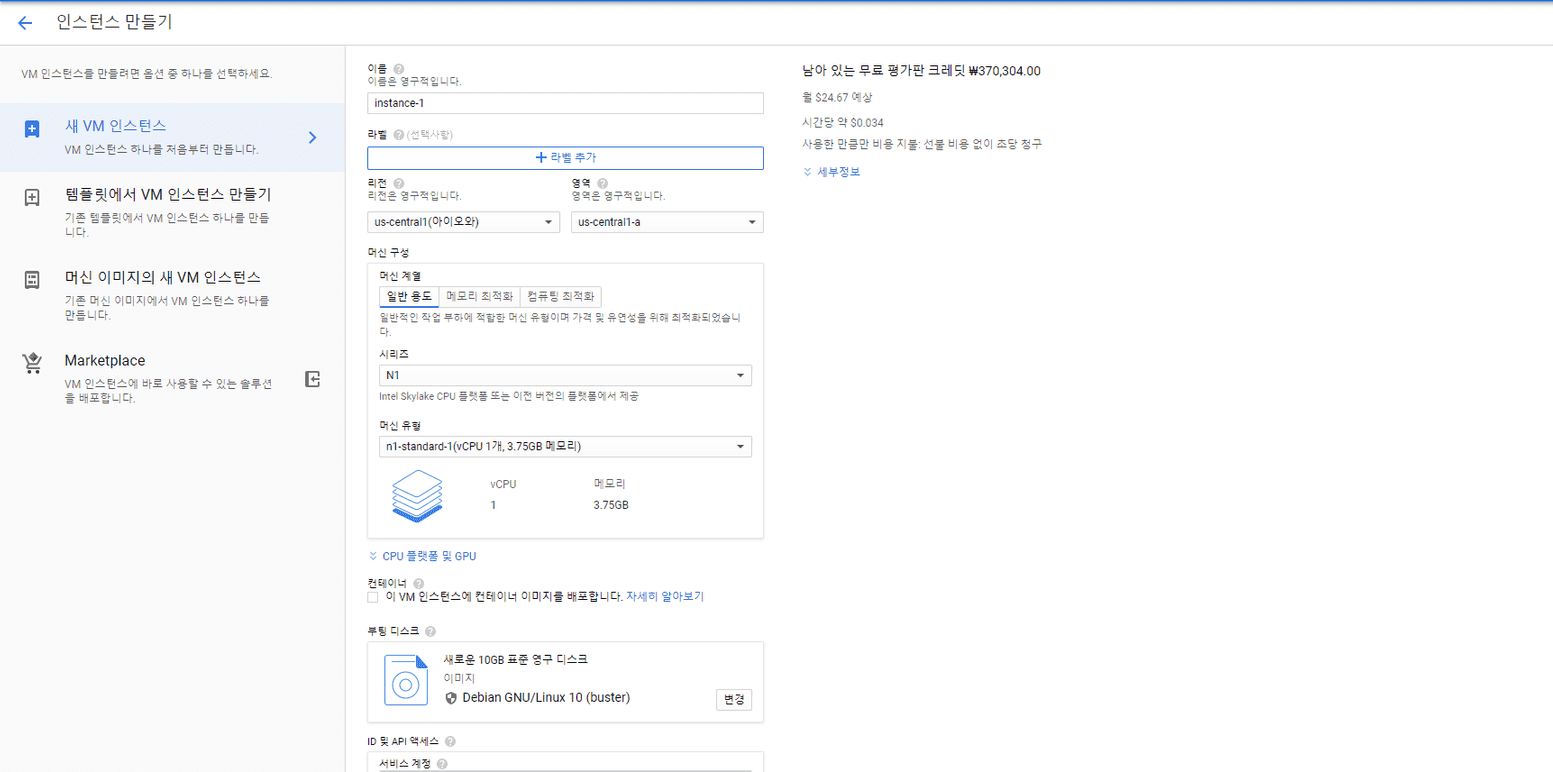 인스턴스 만들기
VM 인스턴스를 만들려면 옵션 중 하나를 선택하세요.
새 VM 인스턴스
VM 인스턴스 하나를 처음부터 만듭니다.
템플릿에서 VM 인스턴스 만들기
기존 템플릿에서 VM 인스턴스 하나를 만듭
니다.
머신 이미지의 새 VM 인스턴스
기존 머신 이미지에서 VM 인스턴스 하나를
만듭니다.
Marketplace
VM 인스턴스에 바로 사용할 수 있는 솔루션
을 배포합니다.
이름
이름은 영구적입니다.
instance-1
라벨 (선택사항)
라벨 추가
리전
리전은 영구적입니다.
us-central1(아이오와)
영역
영역은 영구적입니다.
us-central1-a
머신 구성
머신 계열
일반 용도 메모리 최적화 컴퓨팅 최적화
일반적인 작업 부하에 적합한 머신 유형이며 가격 및 유연성을 위해 최적화되었습니
다.
시리즈
N1
Intel Skylake CPU 플랫폼 또는 이전 버전의 플랫폼에서 제공
머신 유형
n1-standard-1(vCPU 1개, 3.75GB 메모리)
vCPU 메모리
1 3.75GB
CPU 플랫폼 및 GPU
컨테이너
이 VM 인스턴스에 컨테이너 이미지를 배포합니다. 자세히 알아보기
부팅 디스크
새로운 10GB 표준 영구 디스크
이미지
Debian GNU/Linux 10 (buster)
변경
ID 및 API 액세스
서비스 계정
남아 있는 무료 평가판 크레딧 ₩370,304.00
월 $24.67 예상
시간당 약 $0.034
사용한 만큼만 비용 지불: 선불 비용 없이 초당 청구
세부정보